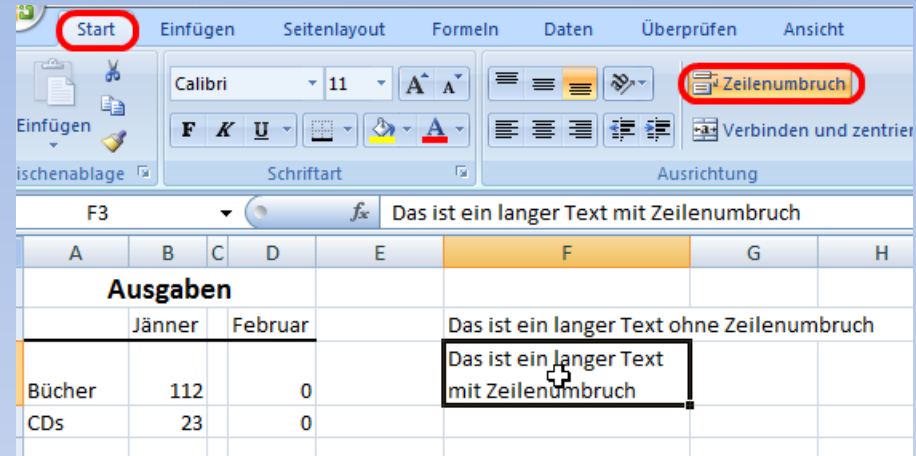 Start Einfügen Seitenlayout Formeln Daten Überprüfen Ansicht
Calibri 11 A A Zeilenumbruch
Einfügen F K U A Verbinden und zentrier
ischenablage Schriftart Ausrichtung
F3 fx Das ist ein langer Text mit Zeilenumbruch
A B C D E F G H
Ausgaben
Jänner Februar Das ist ein langer Text ohne Zeilenumbruch
Das ist ein langer Text
Bücher 112 0 mit Zeilenumbruch
CDs 23 0